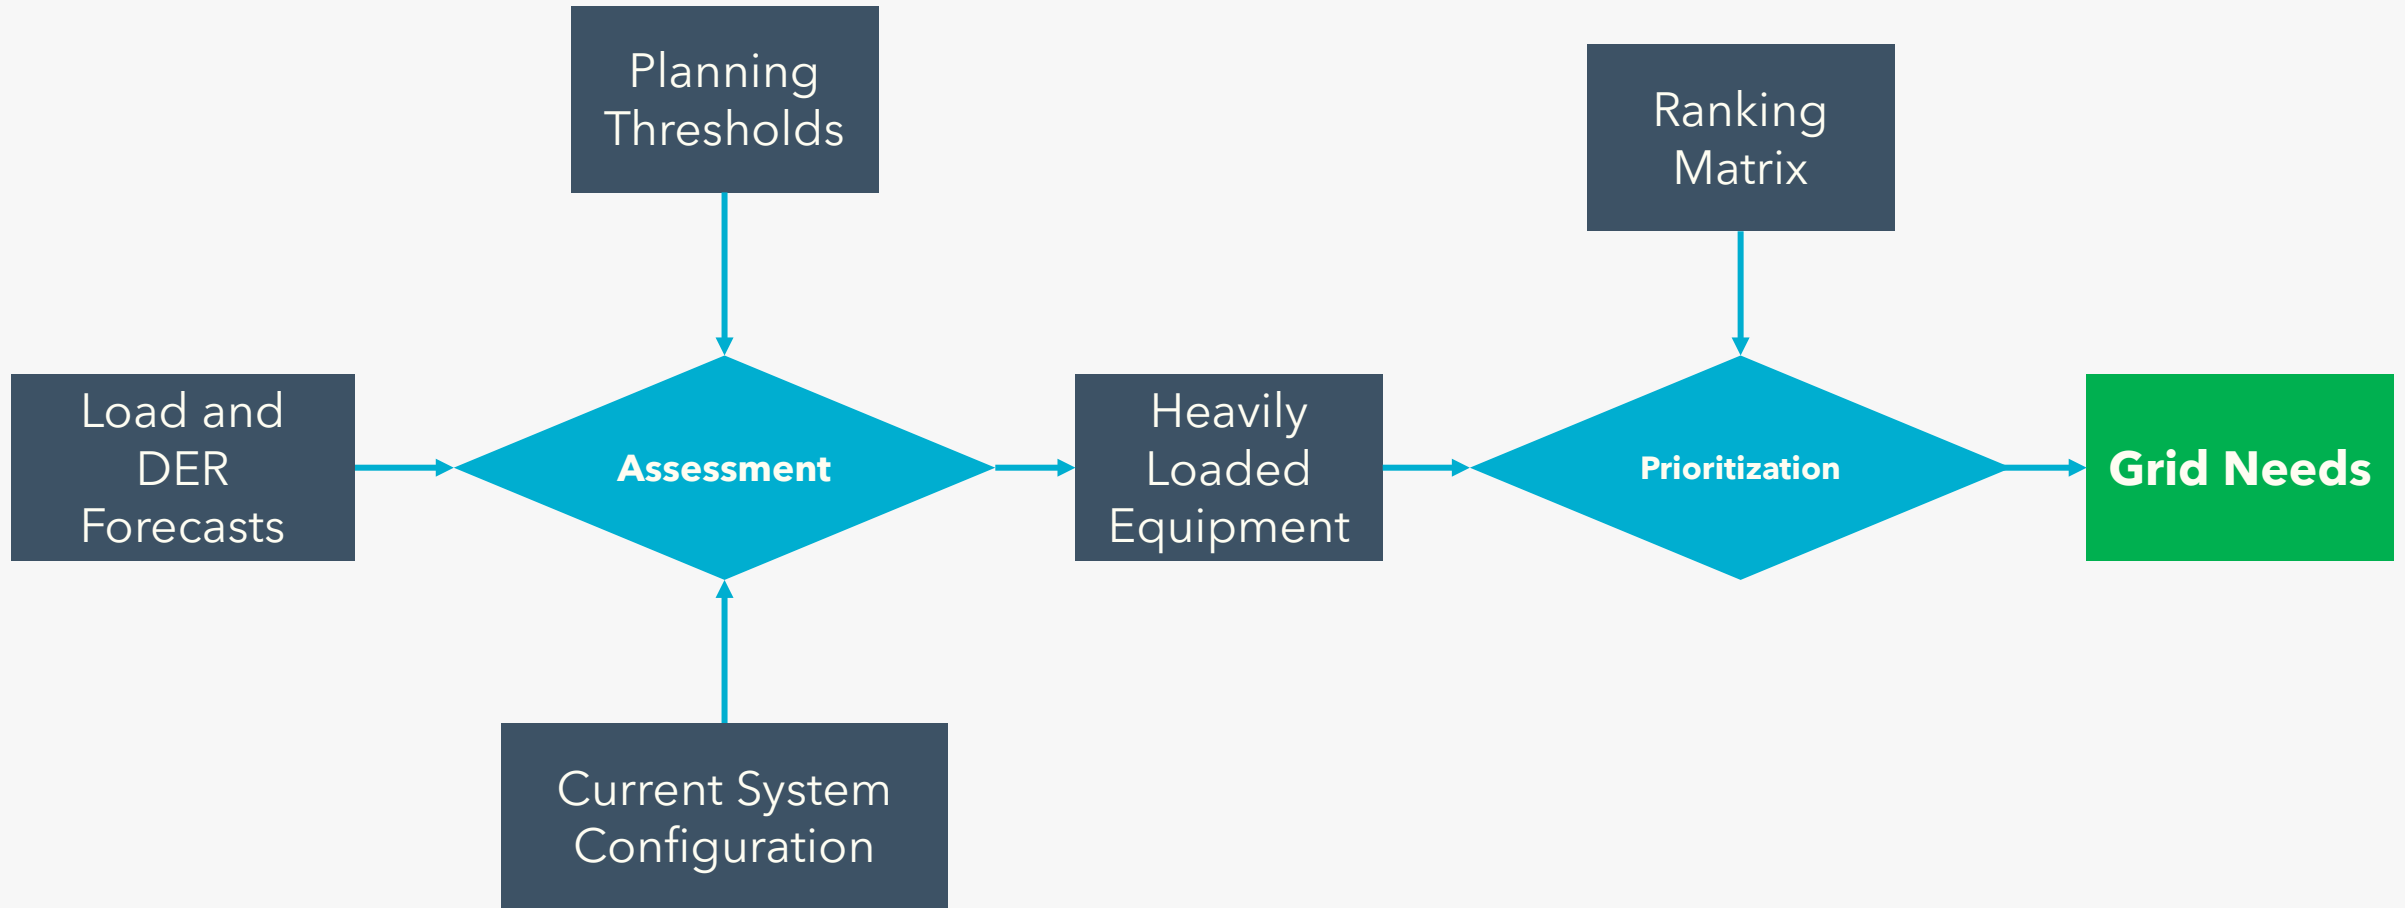 Planning
Thresholds
Ranking
Matrix
Load and
DER
Forecasts
Assessment
Heavily
Loaded
Equipment
Prioritization
Grid Needs
Current System
Configuration